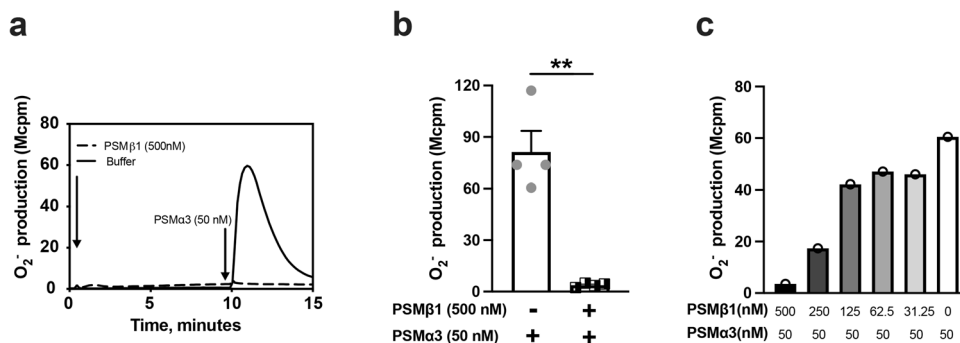 a
O2- production (Mcpm)
80
60
40
20
0
PSMβ1 (500nM)
Buffer
PSMα3 (50 nM)
0
5
10
15
Time, minutes
b
**
O2- production (Mcpm)
120
90
60
30
0
PSMβ1 (500 nM) - +
PSMα3 (50 nM) + +
c
O2- production (Mcpm)
80
60
40
20
0
PSMβ1(nM) 500 250 125 62.5 31.25 0
PSMα3(nM) 50 50 50 50 50 50